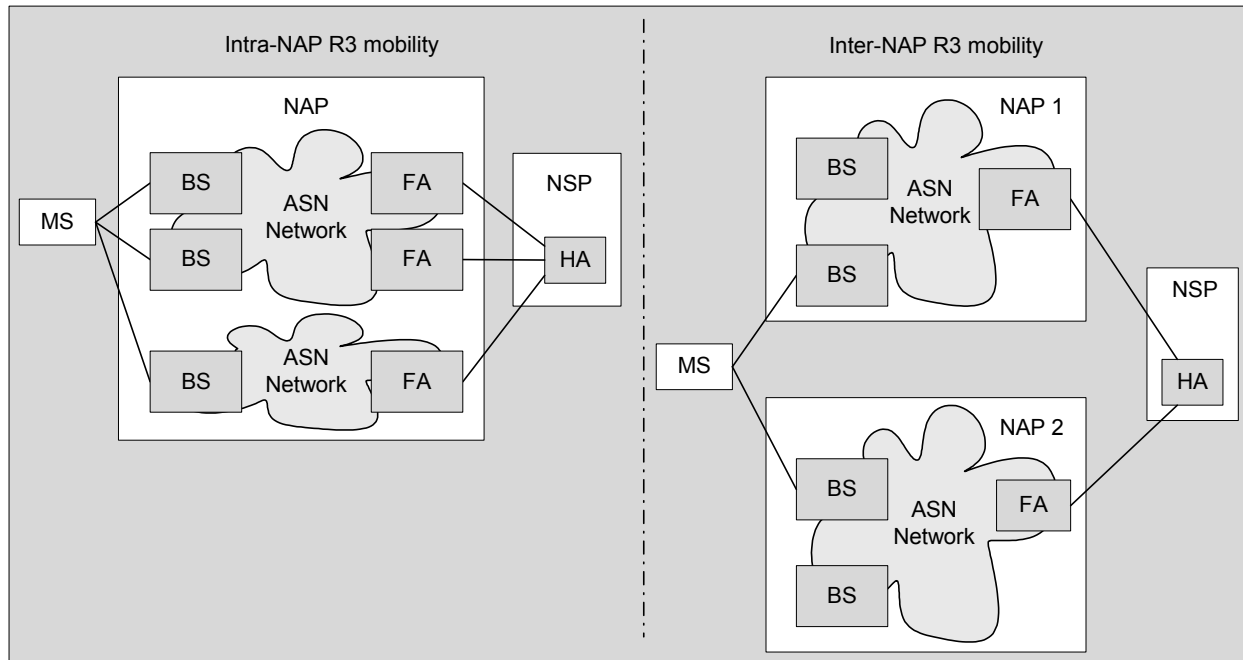 Intra-NAP R3 mobility
NAP
BS
FA
ASN
Network
MS
BS
FA
NSP
HA
BS
FA
ASN
Network
Inter-NAP R3 mobility
NAP 1
BS
ASN
Network
FA
BS
MS
NSP
HA
NAP 2
BS
ASN
Network
FA
BS